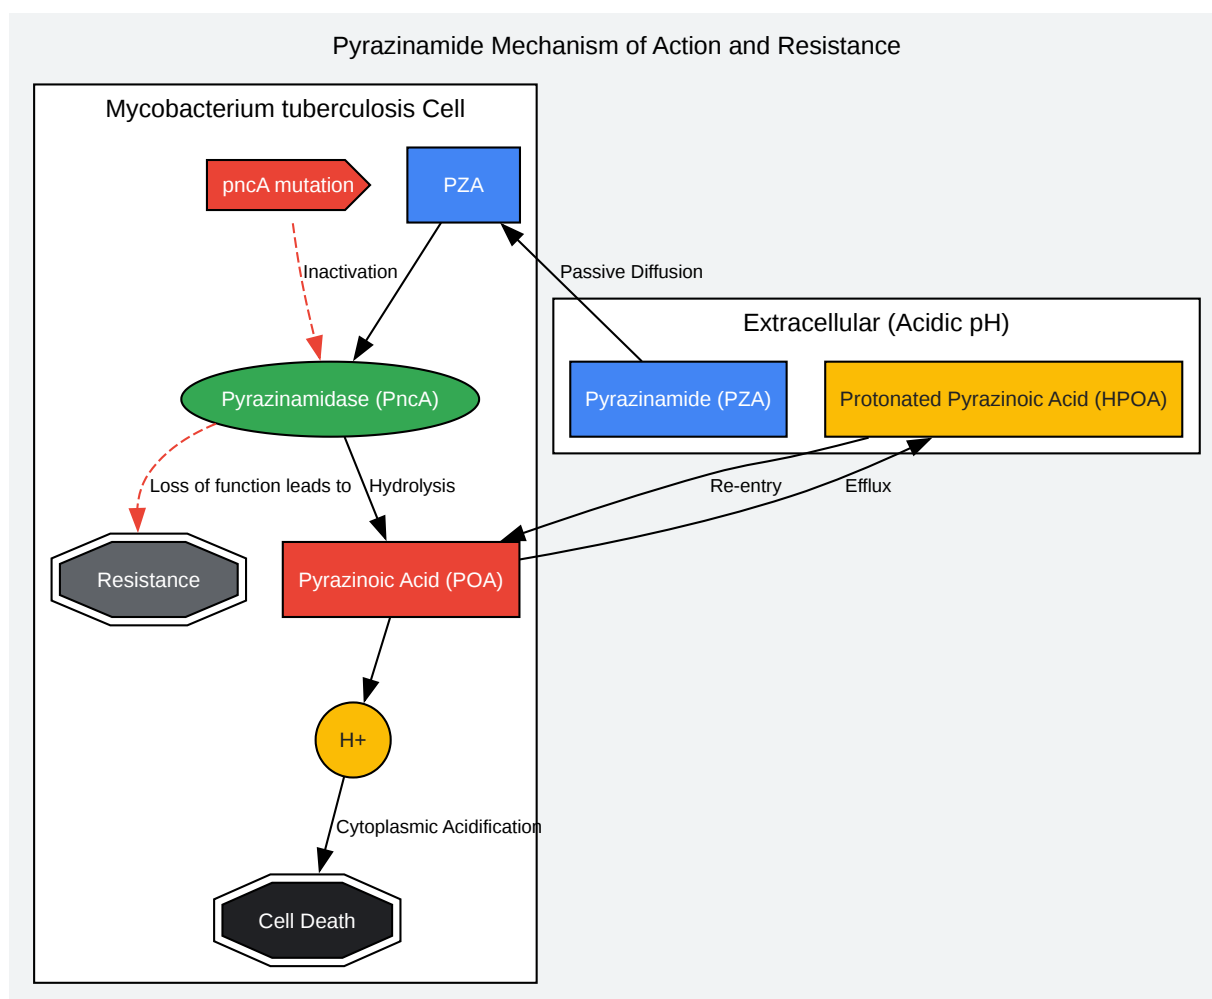 Pyrazinamide Mechanism of Action and Resistance
Mycobacterium tuberculosis Cell
pncA mutation
PZA
Inactivation
Passive Diffusion
Extracellular (Acidic pH)
Pyrazinamidase (PncA)
Pyrazinamide (PZA)
Protonated Pyrazinoic Acid (HPOA)
Loss of function leads to
Hydrolysis
Re-entry
Efflux
Resistance
Pyrazinoic Acid (POA)
H+
Cytoplasmic Acidification
Cell Death